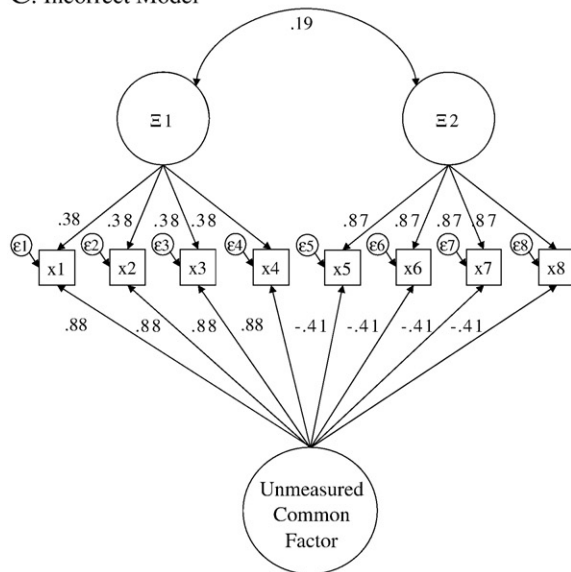 C. Incorrect Model
.19
Ξ1 Ξ2
.38 .38 .38 .38 .87 .87 .87 .87
ε1 ε2 ε3 ε4 ε5 ε6 ε7 ε8
x1 x2 x3 x4 x5 x6 x7 x8
.88 .88 .88 .88 -.41 -.41 -.41 -.41
Unmeasured
Common
Factor